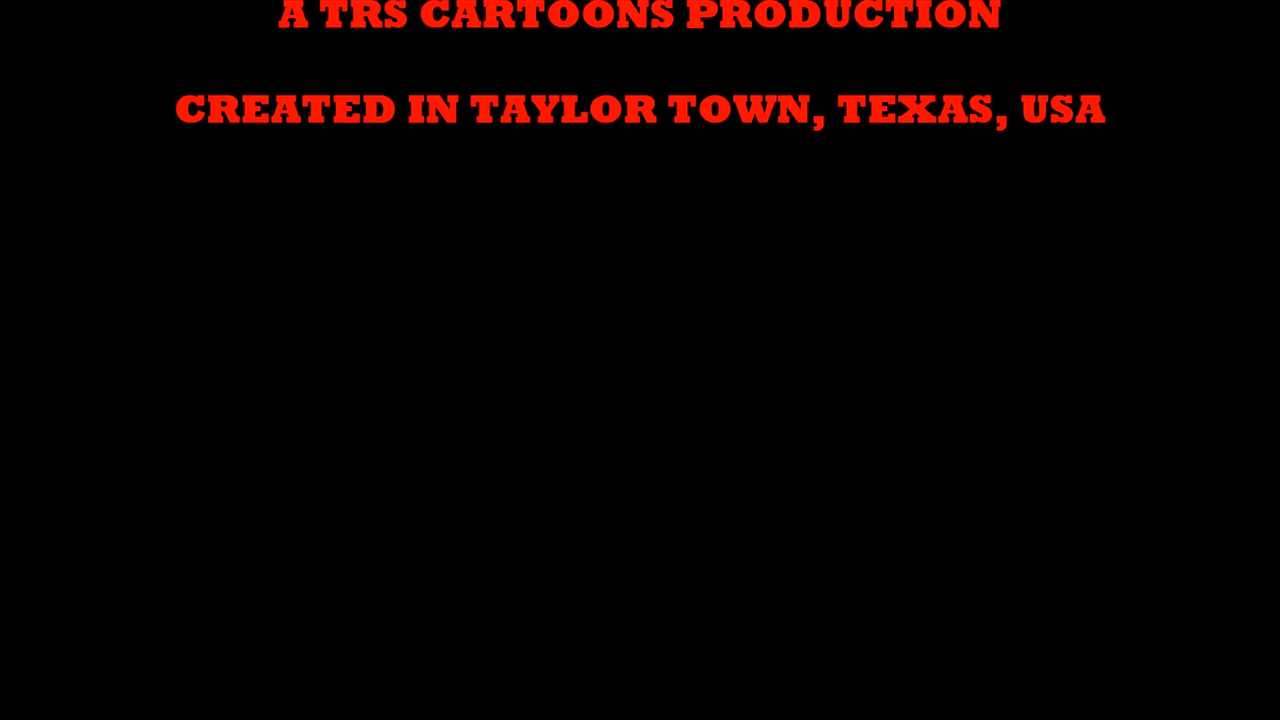 A TRS CARTOONS PRODUCTION
CREATED IN TAYLOR TOWN, TEXAS, USA